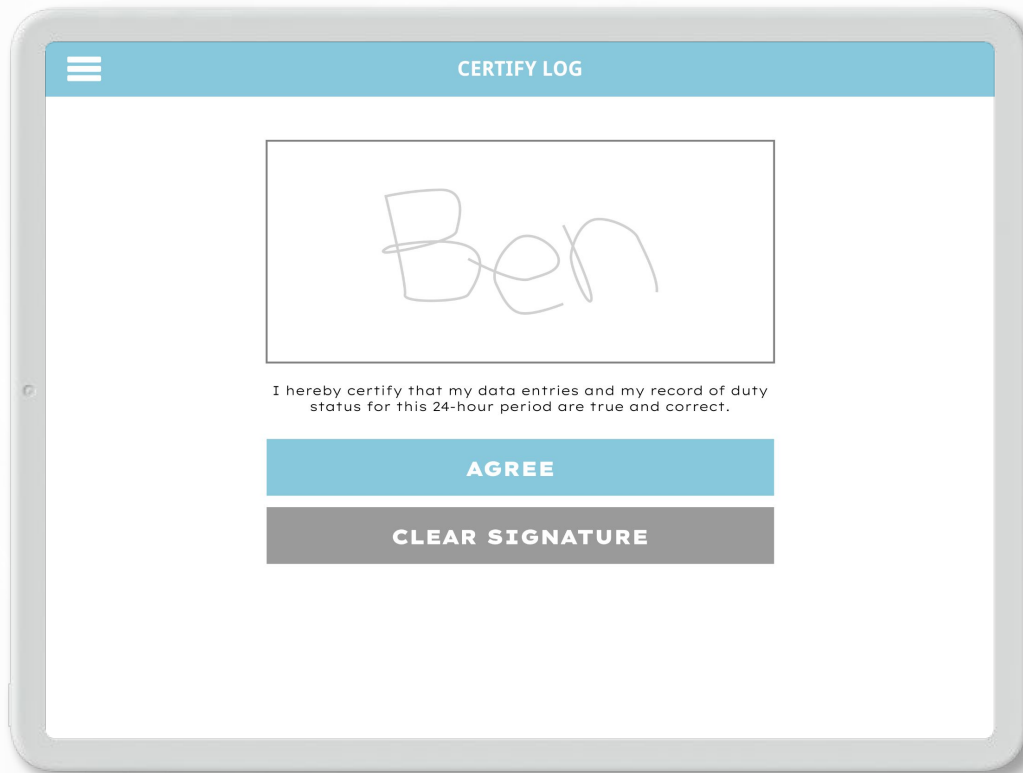 CERTIFY LOG
Ben
I hereby certify that my data entries and my record of duty
status for this 24-hour period are true and correct.
AGREE
CLEAR SIGNATURE